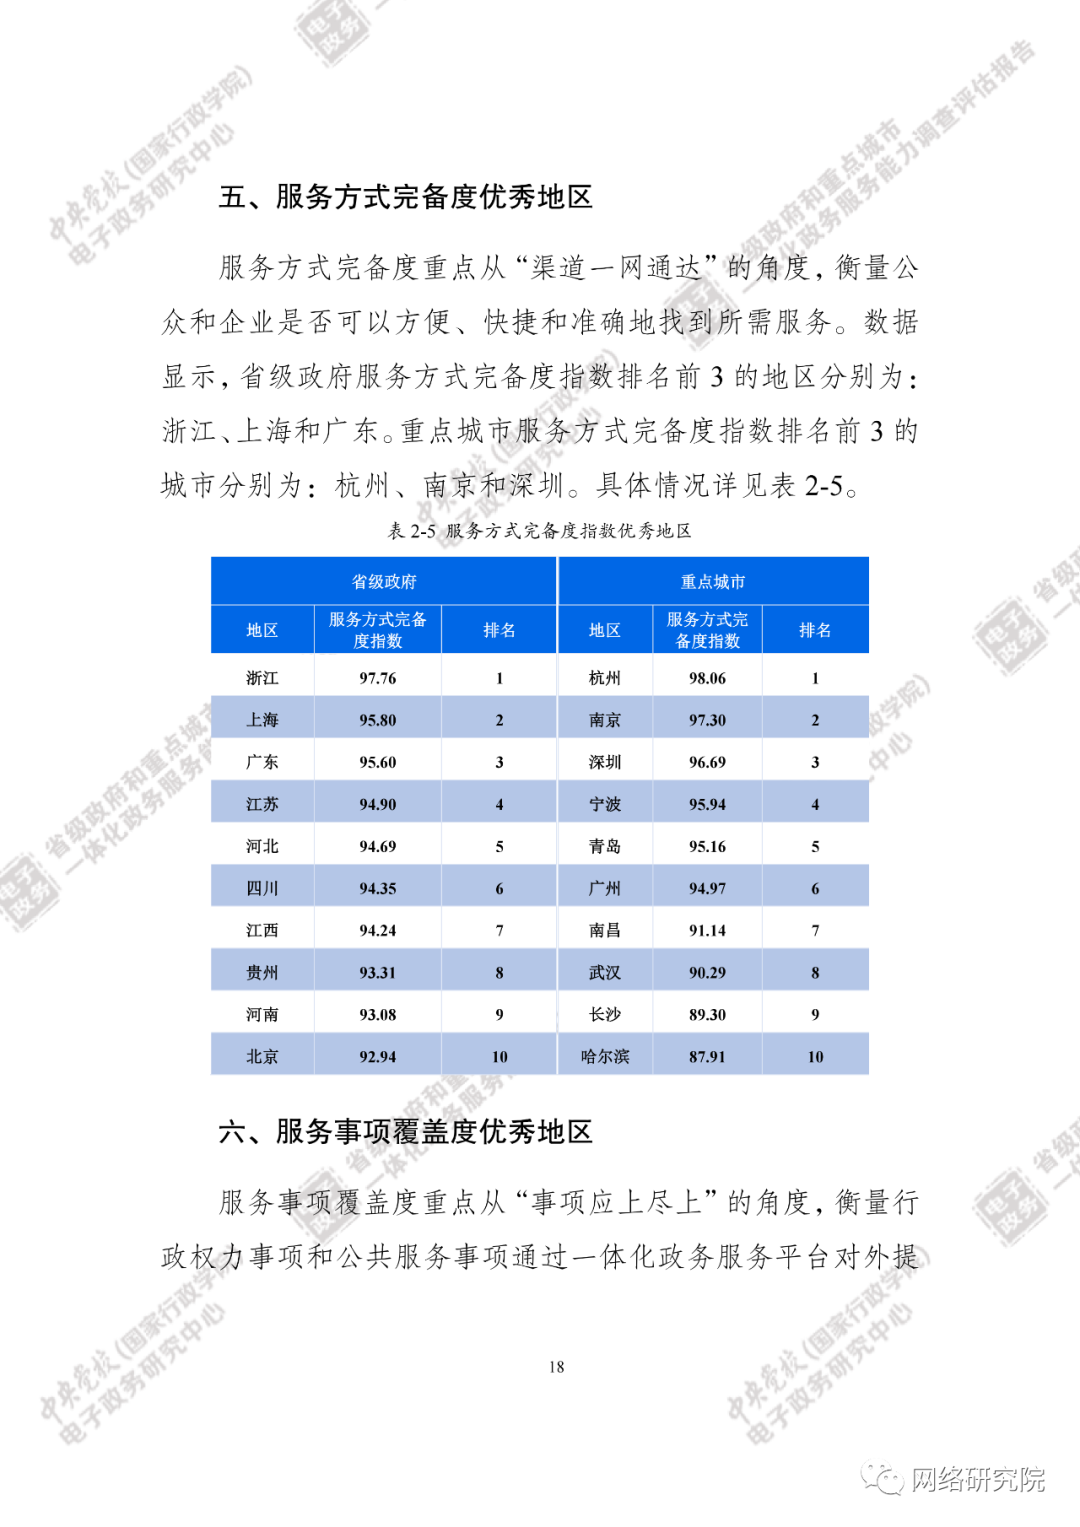 五、服务方式完备度优秀地区
服务方式完备度重点从“渠道一网通达”的角度，衡量公
众和企业是否可以方便、快捷和准确地找到所需服务。数据
显示，省级政府服务方式完备度指数排名前 3 的地区分别为：
浙江、上海和广东。重点城市服务方式完备度指数排名前 3 的
城市分别为：杭州、南京和深圳。具体情况详见表 2-5。
表 2-5 服务方式完备度指数优秀地区
省级政府 重点城市
地区 服务方式完备度指数 排名 地区 服务方式完备度指数 排名
浙江 97.76 1 杭州 98.06 1
上海 95.80 2 南京 97.30 2
广东 95.60 3 深圳 96.69 3
江苏 94.90 4 宁波 95.94 4
河北 94.69 5 青岛 95.16 5
四川 94.35 6 广州 94.97 6
江西 94.24 7 南昌 91.14 7
贵州 93.31 8 武汉 90.29 8
河南 93.08 9 长沙 89.30 9
北京 92.94 10 哈尔滨 87.91 10
六、服务事项覆盖度优秀地区
服务事项覆盖度重点从“事项应上尽上”的角度，衡量行
政权力事项和公共服务事项通过一体化政务服务平台对外提
18
中央党校(国家行政学院)
电子政务研究中心
电子政务
省级政府和重点城市
一体化政务服务能力调查评估报告
网络研究院